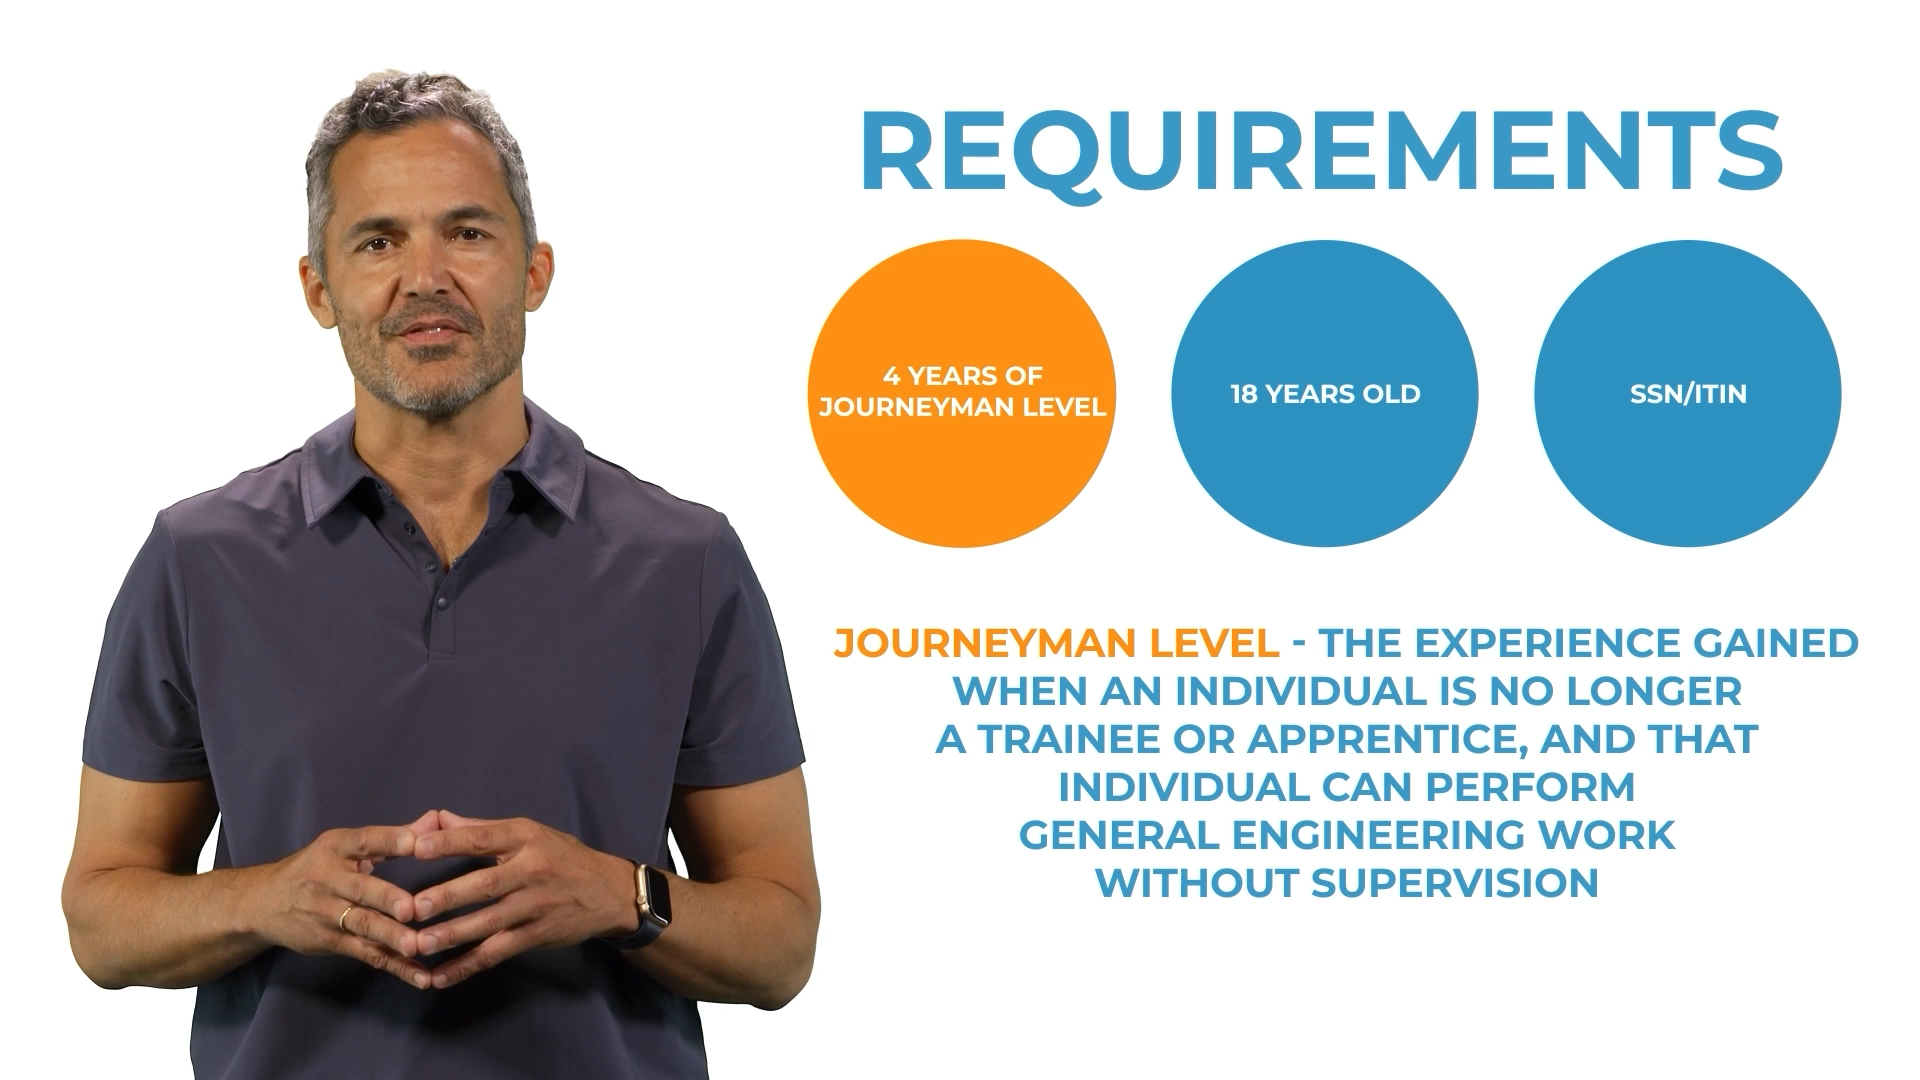 REQUIREMENTS
4 YEARS OF
JOURNEYMAN LEVEL
18 YEARS OLD
SSN/ITIN
JOURNEYMAN LEVEL - THE EXPERIENCE GAINED
WHEN AN INDIVIDUAL IS NO LONGER
A TRAINEE OR APPRENTICE, AND THAT
INDIVIDUAL CAN PERFORM
GENERAL ENGINEERING WORK
WITHOUT SUPERVISION